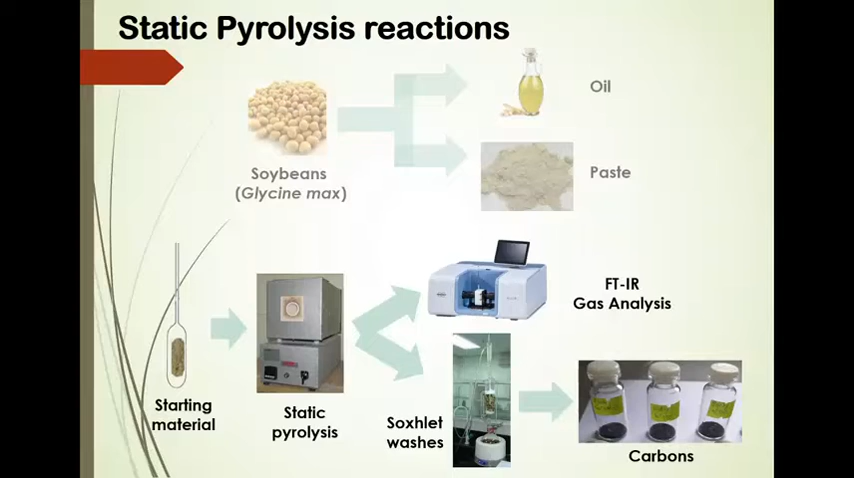 Static Pyrolysis reactions
Oil
Soybeans
(Glycine max)
Paste
FT-IR
Gas Analysis
Starting
material
Static
pyrolysis
Soxhlet
washes
Carbons